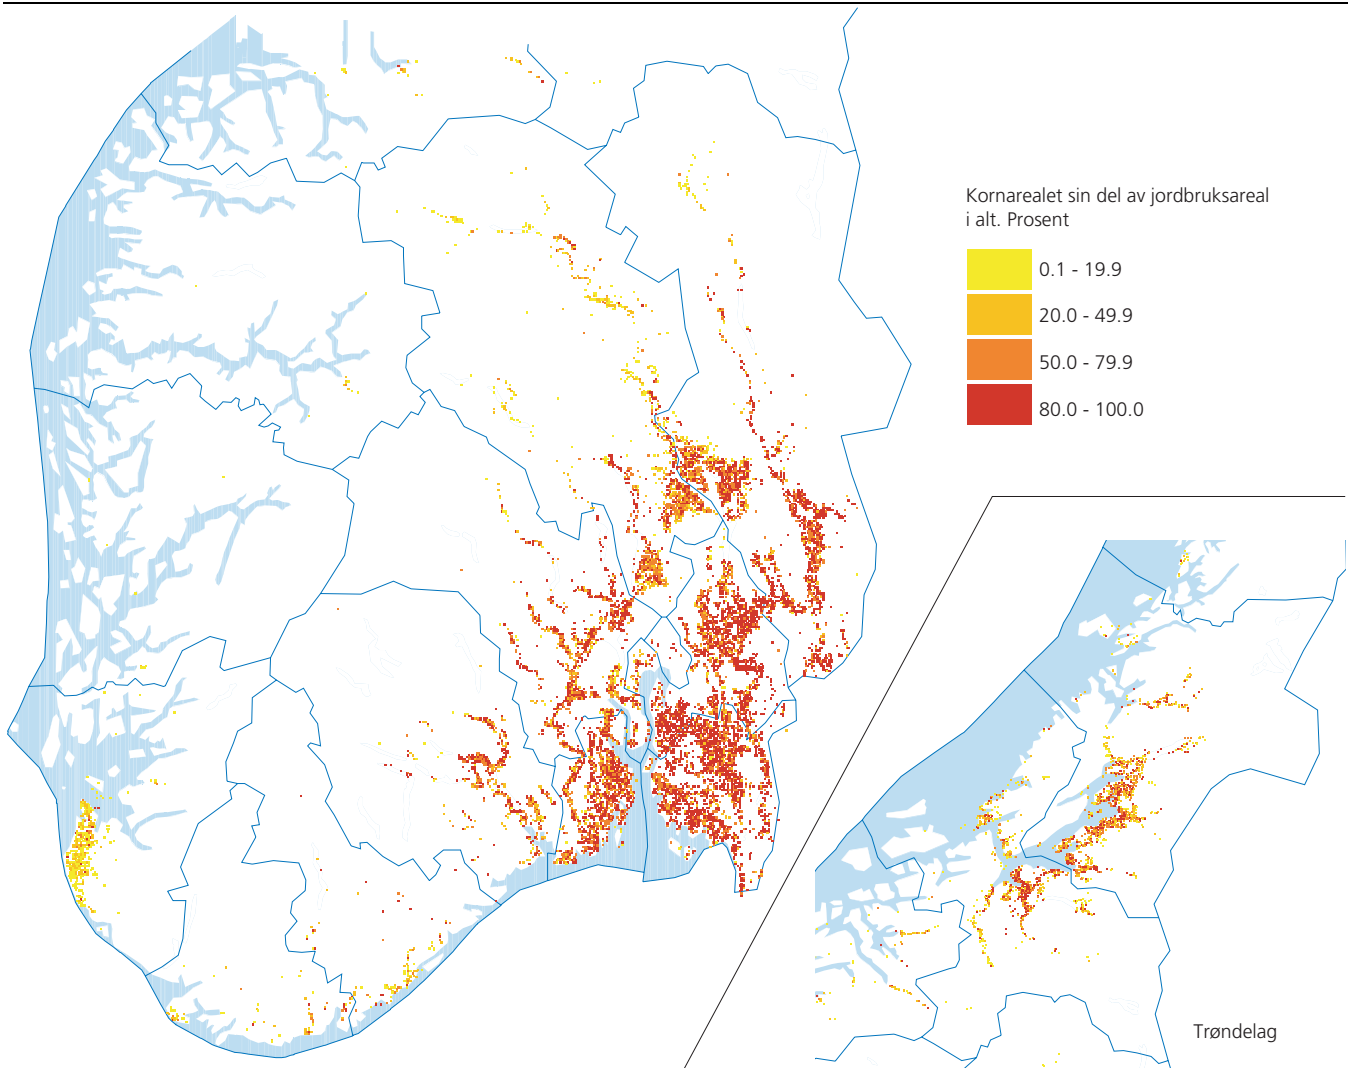 Kornarealet sin del av jordbruksareal
i alt. Prosent
0.1 - 19.9
20.0 - 49.9
50.0 - 79.9
80.0 - 100.0
Trøndelag